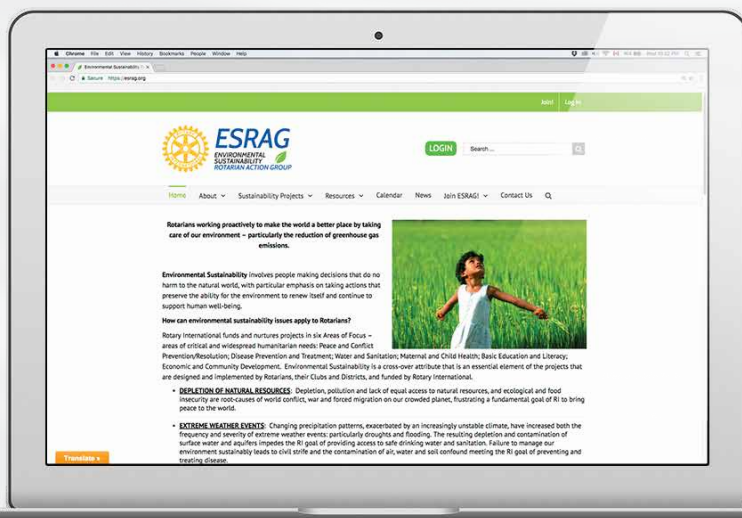 Chrome File Edit View History Bookmarks People Window Help
Environmental Sustainability R
Secure https://esrag.org
Join! Log In
ESRAG
ENVIRONMENTAL
SUSTAINABILITY
ROTARIAN ACTION GROUP
LOGIN Search ...
Home About Sustainability Projects Resources Calendar News Join ESRAG! Contact Us
Rotarians working proactively to make the world a better place by taking
care of our environment – particularly the reduction of greenhouse gas
emissions.
Environmental Sustainability involves people making decisions that do no
harm to the natural world, with particular emphasis on taking actions that
preserve the ability for the environment to renew itself and continue to
support human well-being.
How can environmental sustainability issues apply to Rotarians?
Rotary International funds and nurtures projects in six Areas of Focus –
areas of critical and widespread humanitarian needs: Peace and Conflict
Prevention/Resolution; Disease Prevention and Treatment; Water and Sanitation; Maternal and Child Health; Basic Education and Literacy;
Economic and Community Development. Environmental Sustainability is a cross-over attribute that is an essential element of the projects that
are designed and implemented by Rotarians, their Clubs and Districts, and funded by Rotary International.
• DEPLETION OF NATURAL RESOURCES: Depletion, pollution and lack of equal access to natural resources, and ecological and food
insecurity are root-causes of world conflict, war and forced migration on our crowded planet, frustrating a fundamental goal of RI to bring
peace to the world.
• EXTREME WEATHER EVENTS: Changing precipitation patterns, exacerbated by an increasingly unstable climate, have increased both the
frequency and severity of extreme weather events: particularly droughts and flooding. The resulting depletion and contamination of
surface water and aquifers impedes the RI goal of providing access to safe drinking water and sanitation. Failure to manage our
environment sustainably leads to civil strife and the contamination of air, water and soil confound meeting the RI goal of preventing and
treating disease.
Translate »